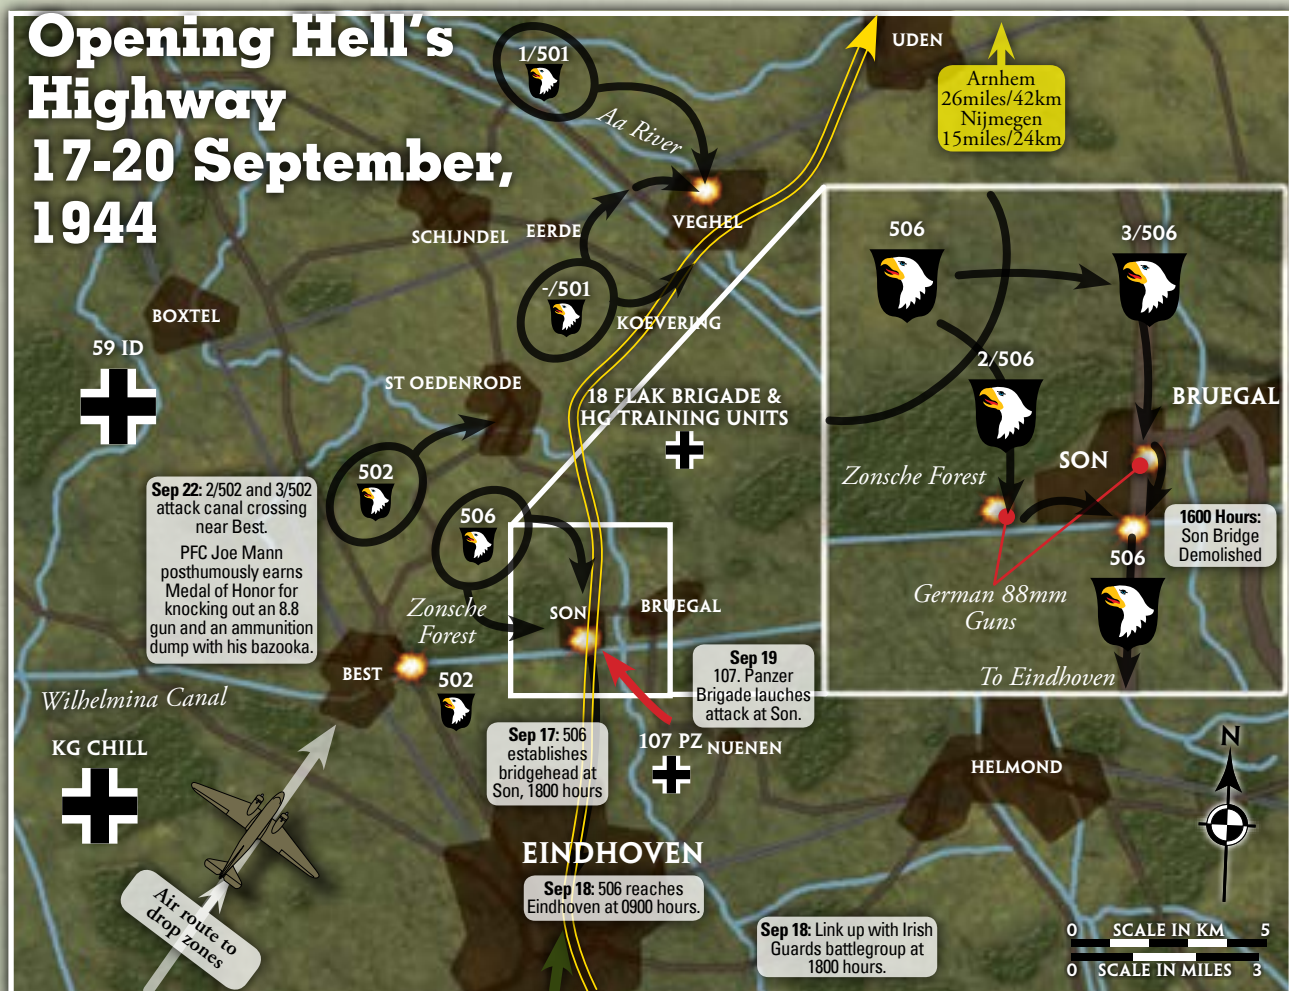 Opening Hell's
Highway
17-20 September,
1944
1/501
Aa River
UDEN
Arnhem
26miles/42km
Nijmegen
15miles/24km
SCHIJNDEL
EERDE
VEGHEL
-/501
KOEVERING
BOXTEL
59 ID
ST OEDENRODE
18 FLAK BRIGADE &
HG TRAINING UNITS
502
506
Sep 22: 2/502 and 3/502
attack canal crossing
near Best.
PFC Joe Mann
posthumously earns
Medal of Honor for
knocking out an 8.8
gun and an ammunition
dump with his bazooka.
Zonsche
Forest
SON
BRUEGAL
BEST
502
Wilhelmina Canal
KG CHILL
Sep 19
107. Panzer
Brigade lauches
attack at Son.
Sep 17: 506
establishes
bridgehead at
Son, 1800 hours
107 PZ
NUENEN
HELMOND
EINDHOVEN
Sep 18: 506 reaches
Eindhoven at 0900 hours.
Sep 18: Link up with Irish
Guards battlegroup at
1800 hours.
Air route to
drop zones
506
3/506
2/506
BRUEGAL
SON
Zonsche Forest
1600 Hours:
Son Bridge
Demolished
506
German 88mm
Guns
To Eindhoven
N
0 SCALE IN KM 5
0 SCALE IN MILES 3